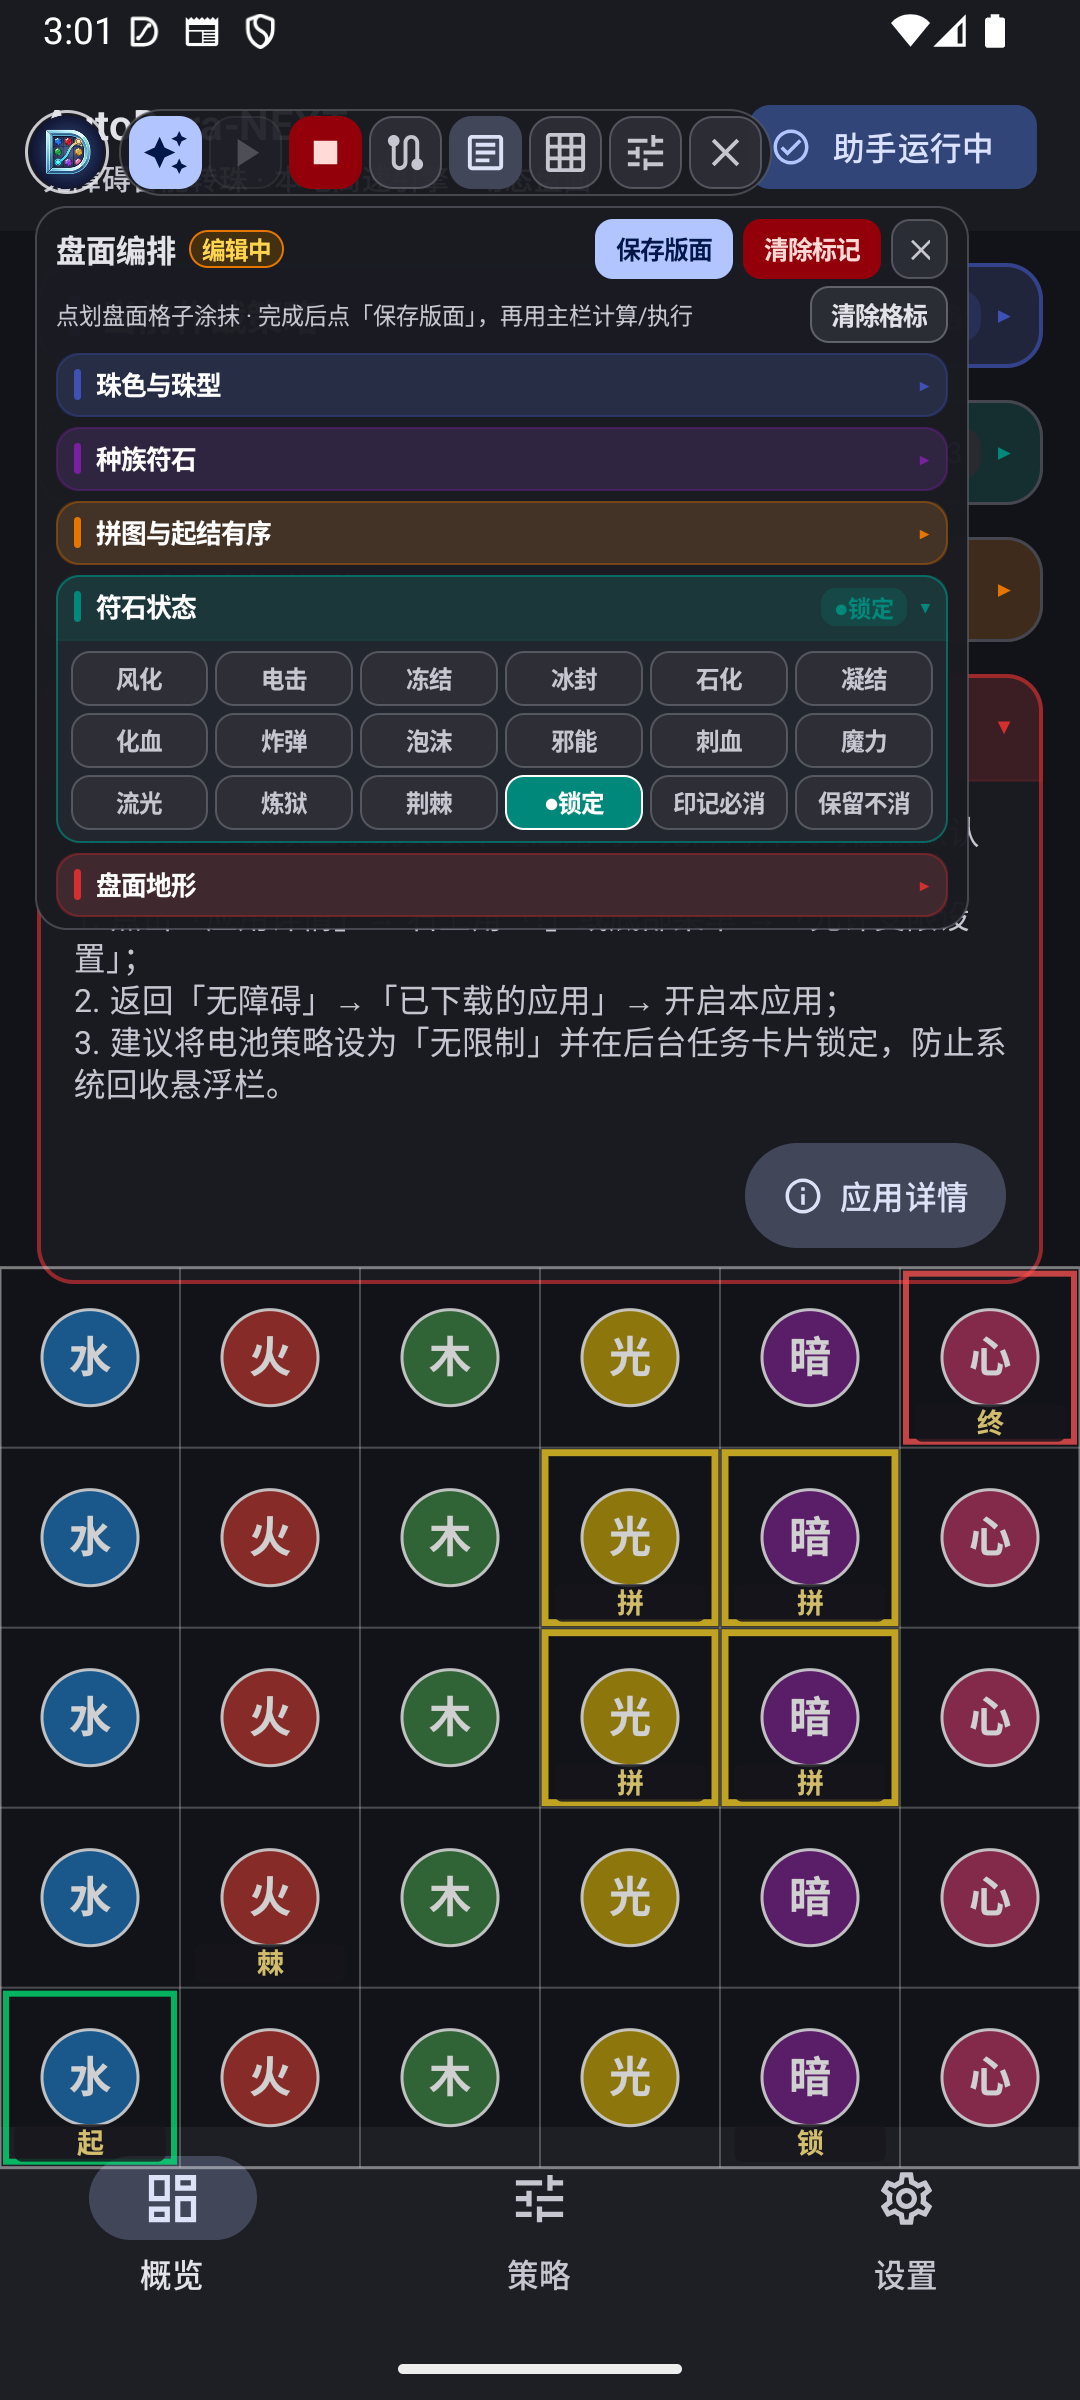 3:01
助手运行中
盘面编排 编辑中 保存版面 清除标记
点划盘面格子涂抹 · 完成后点「保存版面」，再用主栏计算/执行 清除格标
珠色与珠型
种族符石
拼图与起结有序
符石状态 ●锁定
风化 电击 冻结 冰封 石化 凝结
化血 炸弹 泡沫 邪能 刺血 魔力
流光 炼狱 荆棘 ●锁定 印记必消 保留不消
盘面地形
置」；
2. 返回「无障碍」→「已下载的应用」→ 开启本应用；
3. 建议将电池策略设为「无限制」并在后台任务卡片锁定，防止系
统回收悬浮栏。
应用详情
水 火 木 光 暗 心
终
水 火 木 光 暗 心
拼 拼
水 火 木 光 暗 心
拼 拼
水 火 木 光 暗 心
棘
水 火 木 光 暗 心
起 锁
概览 策略 设置